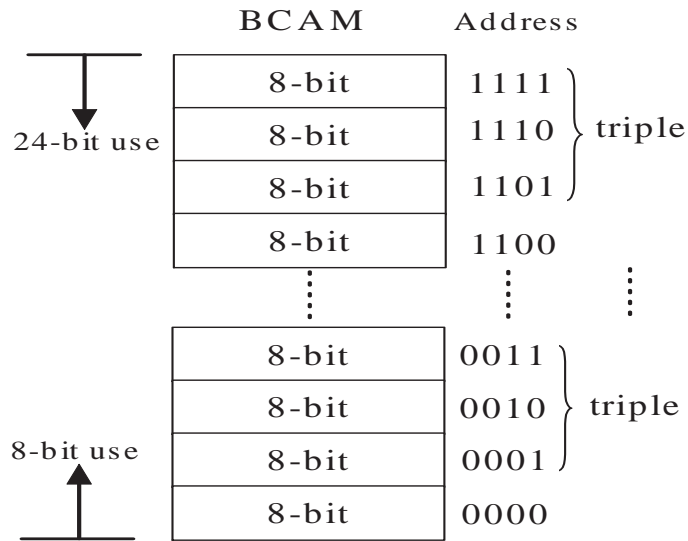 BCAM Address
8-bit 1111
24-bit use 8-bit 1110 triple
8-bit 1101
8-bit 1100
8-bit 0011
8-bit 0010 triple
8-bit use 8-bit 0001
8-bit 0000